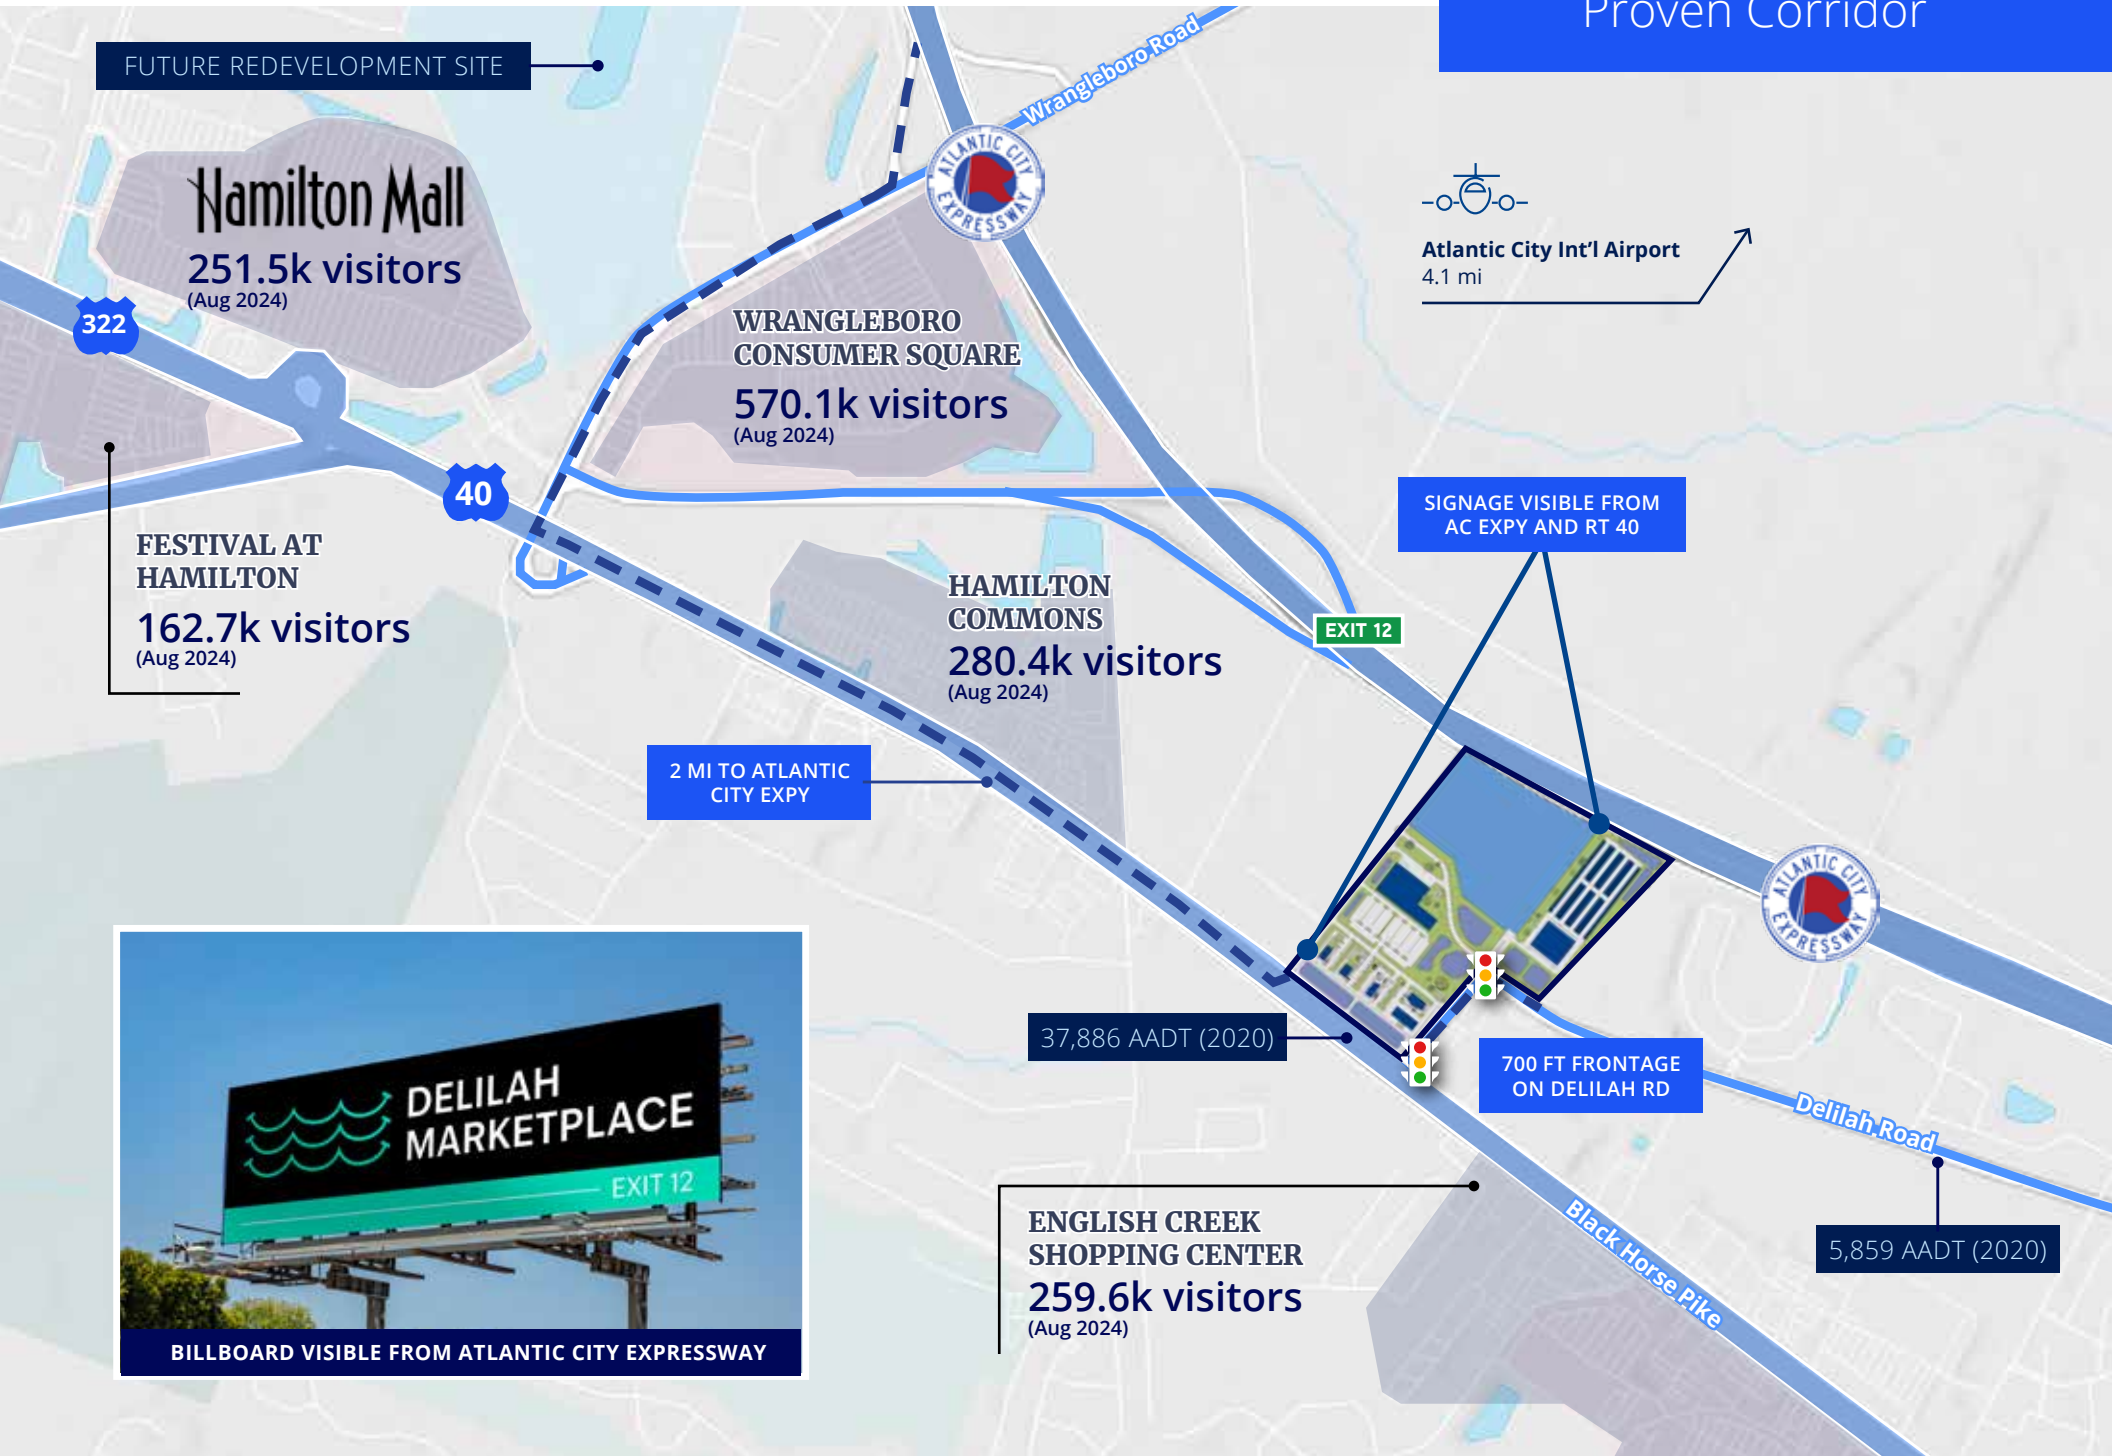 Proven Corridor
FUTURE REDEVELOPMENT SITE
Wrangleboro Road
ATLANTIC CITY
EXPRESSWAY
Hamilton Mall
251.5k visitors
(Aug 2024)
Atlantic City Int'l Airport
4.1 mi
322
WRANGLEBORO
CONSUMER SQUARE
570.1k visitors
(Aug 2024)
40
SIGNAGE VISIBLE FROM
AC EXPY AND RT 40
FESTIVAL AT
HAMILTON
162.7k visitors
(Aug 2024)
HAMILTON
COMMONS
280.4k visitors
(Aug 2024)
EXIT 12
2 MI TO ATLANTIC
CITY EXPY
ATLANTIC CITY
EXPRESSWAY
37,886 AADT (2020)
700 FT FRONTAGE
ON DELILAH RD
Delilah Road
DELILAH
MARKETPLACE
EXIT 12
BILLBOARD VISIBLE FROM ATLANTIC CITY EXPRESSWAY
ENGLISH CREEK
SHOPPING CENTER
259.6k visitors
(Aug 2024)
Black Horse Pike
5,859 AADT (2020)